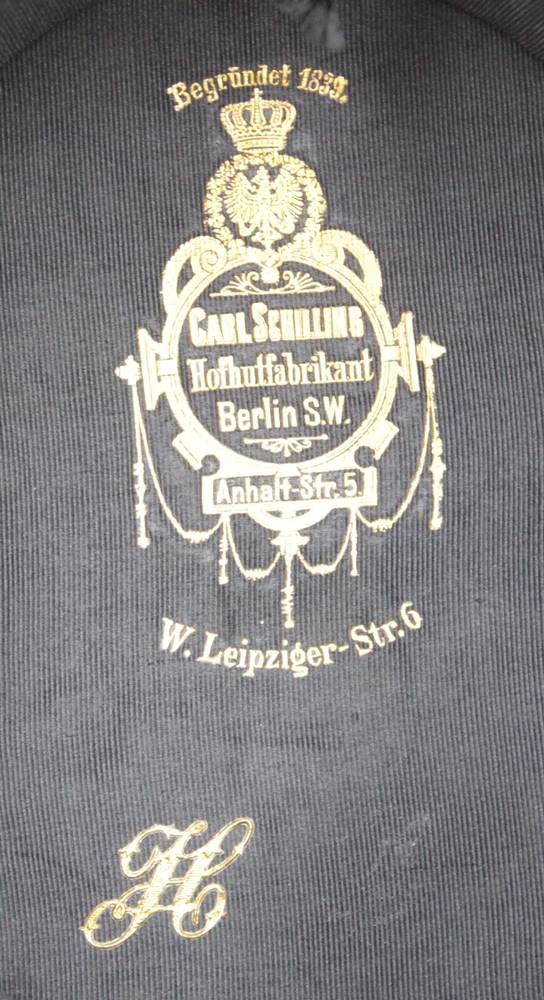 Begründet 1839.
CARL SCHILLING
Hofhutfabrikant
Berlin S.W.
Anhalt-Str. 5.
W. Leipziger-Str. 6
H